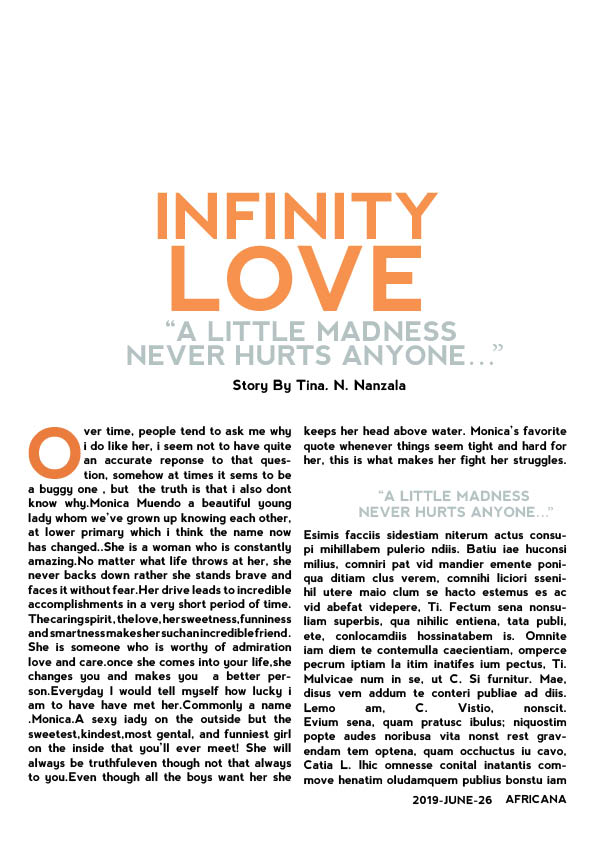 INFINITY
LOVE
“A LITTLE MADNESS
NEVER HURTS ANYONE...”
Story By Tina. N. Nanzala
Over time, people tend to ask me why
i do like her, i seem not to have quite
an accurate reponse to that ques-
tion, somehow at times it sems to be
a buggy one , but the truth is that i also dont
know why.Monica Muendo a beautiful young
lady whom we’ve grown up knowing each other,
at lower primary which i think the name now
has changed..She is a woman who is constantly
amazing.No matter what life throws at her, she
never backs down rather she stands brave and
faces it without fear.Her drive leads to incredible
accomplishments in a very short period of time.
The caring spirit, the love, her sweetness, funniness
and smartness makes her such an incredible friend.
She is someone who is worthy of admiration
love and care.once she comes into your life,she
changes you and makes you a better per-
son.Everyday I would tell myself how lucky i
am to have have met her.Commonly a name
.Monica.A sexy iady on the outside but the
sweetest,kindest,most gental, and funniest girl
on the inside that you’ll ever meet! She will
always be truthfuleven though not that always
to you.Even though all the boys want her she
keeps her head above water. Monica’s favorite
quote whenever things seem tight and hard for
her, this is what makes her fight her struggles.
“A LITTLE MADNESS
NEVER HURTS ANYONE...”
Esimis facciis sidestiam niterum actus consu-
pi mihillabem pulerio ndiis. Batiu iae huconsi
milius, comniri pat vid mandier emente poni-
qua ditiam clus verem, comnihi liciori sseni-
hil utere maio clum se hacto estemus es ac
vid abefat videpere, Ti. Fectum sena nonsu-
liam superbis, qua nihilic entiena, tata publi,
ete, conlocamdiis hossinatabem is. Omnite
iam diem te contemulla caecientiam, omperce
pecrum iptiam la itim inatifes ium pectus, Ti.
Mulvicae num in se, ut C. Si furnitur. Mae,
disus vem addum te conteri publiae ad diis.
Lemo am, C. Vistio, nonscit.
Evium sena, quam pratusc ibulus; niquostim
popte audes noribusa vita nonst rest grav-
endam tem optena, quam occhuctus iu cavo,
Catia L. Ihic omnesse conital inatantis com-
move henatim oludamquem publius bonstu iam
2019-JUNE-26 AFRICANA